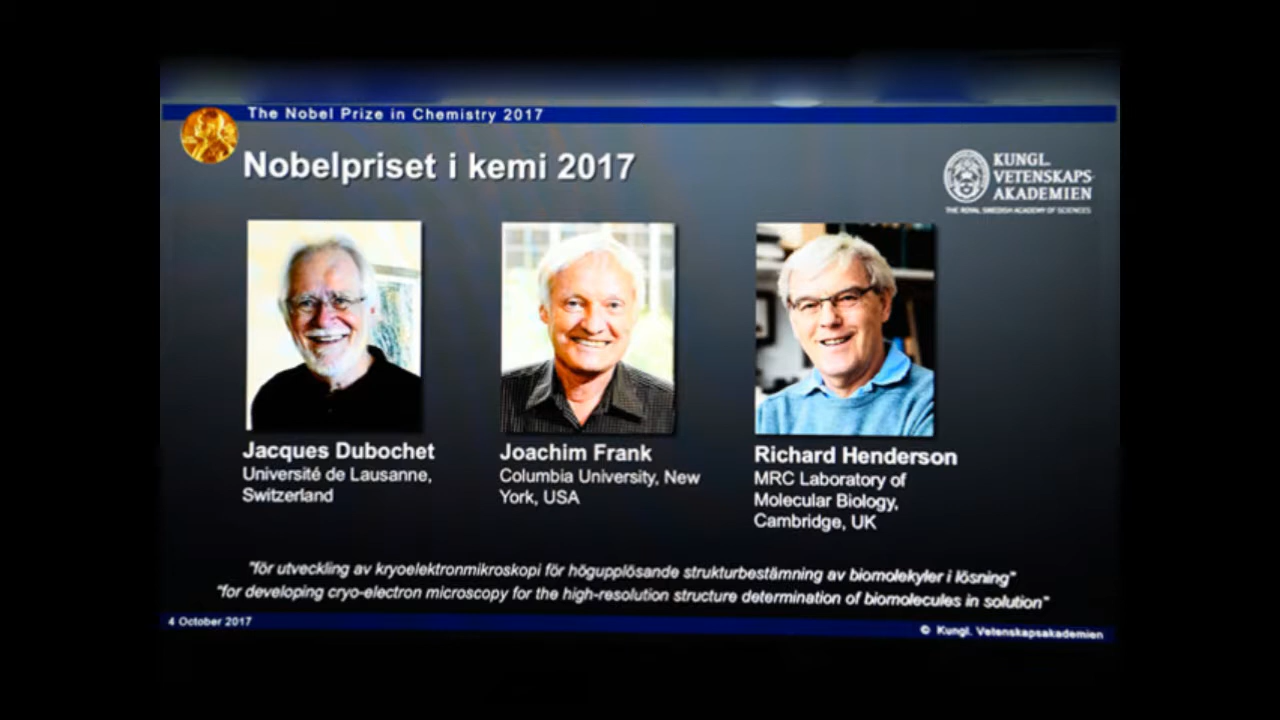 The Nobel Prize in Chemistry 2017
Nobelpriset i kemi 2017
KUNGL.
VETENSKAPS-
AKADEMIEN
THE ROYAL SWEDISH ACADEMY OF SCIENCES
Jacques Dubochet
Université de Lausanne,
Switzerland
Joachim Frank
Columbia University, New
York, USA
Richard Henderson
MRC Laboratory of
Molecular Biology,
Cambridge, UK
"för utveckling av kryoelektronmikroskopi för högupplösande strukturbestämning av biomolekyler i lösning"
"for developing cryo-electron microscopy for the high-resolution structure determination of biomolecules in solution"
4 October 2017
© Kungl. Vetenskapsakademien